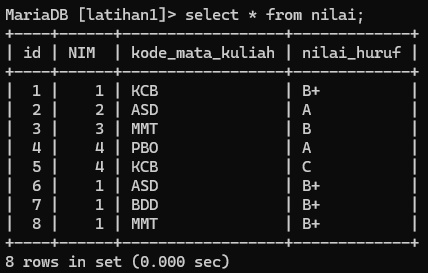 MariaDB [latihan1]> select * from nilai;
+----+-----+------------------+-------------+
| id | NIM | kode_mata_kuliah | nilai_huruf |
+----+-----+------------------+-------------+
|  1 |   1 | KCB              | B+          |
|  2 |   2 | ASD              | A           |
|  3 |   3 | MMT              | B           |
|  4 |   4 | PBO              | A           |
|  5 |   4 | KCB              | C           |
|  6 |   1 | ASD              | B+          |
|  7 |   1 | BDD              | B+          |
|  8 |   1 | MMT              | B+          |
+----+-----+------------------+-------------+
8 rows in set (0.000 sec)